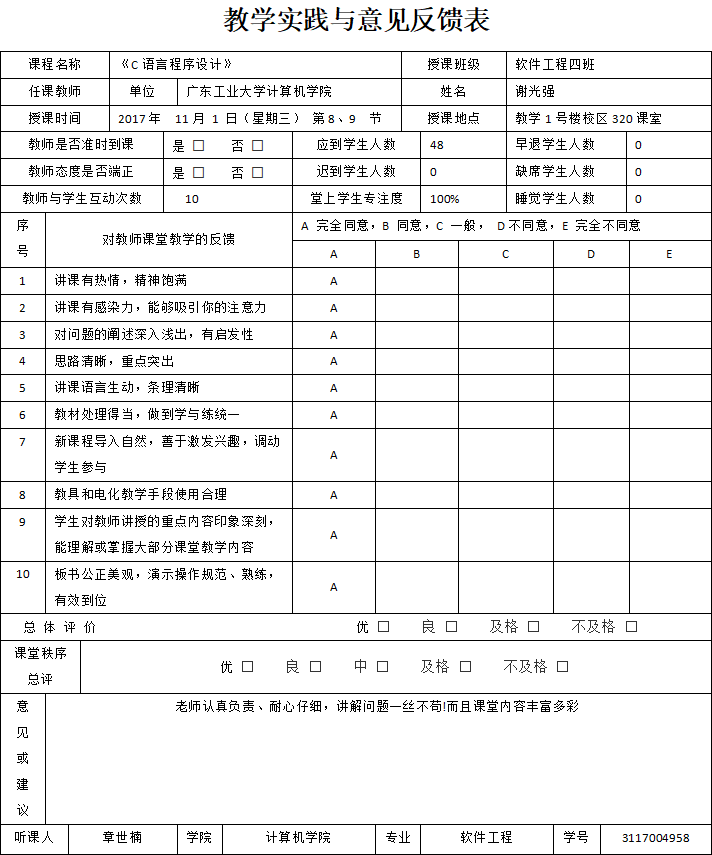 教学实践与意见反馈表
课程名称 《C 语言程序设计》 授课班级 软件工程四班
任课教师 单位 广东工业大学计算机学院 姓名 谢光强
授课时间 2017年 11月 1 日(星期三) 第 8、9 节 授课地点 教学 1 号楼校区 320 课室
教师是否准时到课 是 □ 否 □ 应到学生人数 48 早退学生人数 0
教师态度是否端正 是 □ 否 □ 迟到学生人数 0 缺席学生人数 0
教师与学生互动次数 10 堂上学生专注度 100% 睡觉学生人数 0
序号 对教师课堂教学的反馈 A 完全同意，B 同意，C 一般， D不同意，E 完全不同意
A B C D E
1 讲课有热情，精神饱满 A
2 讲课有感染力，能够吸引你的注意力 A
3 对问题的阐述深入浅出，有启发性 A
4 思路清晰，重点突出 A
5 讲课语言生动，条理清晰 A
6 教材处理得当，做到学与练统一 A
7 新课程导入自然，善于激发兴趣，调动
学生参与 A
8 教具和电化教学手段使用合理 A
9 学生对教师讲授的重点内容印象深刻，
能理解或掌握大部分课堂教学内容 A
10 板书公正美观，演示操作规范、熟练，
有效到位 A
总 体 评 价 优 □ 良 □ 及格 □ 不及格 □
课堂秩序
总评 优 □ 良 □ 中 □ 及格 □ 不及格 □
意见或建议 老师认真负责、耐心仔细，讲解问题一丝不苟!而且课堂内容丰富多彩
听课人 章世楠 学院 计算机学院 专业 软件工程 学号 3117004958